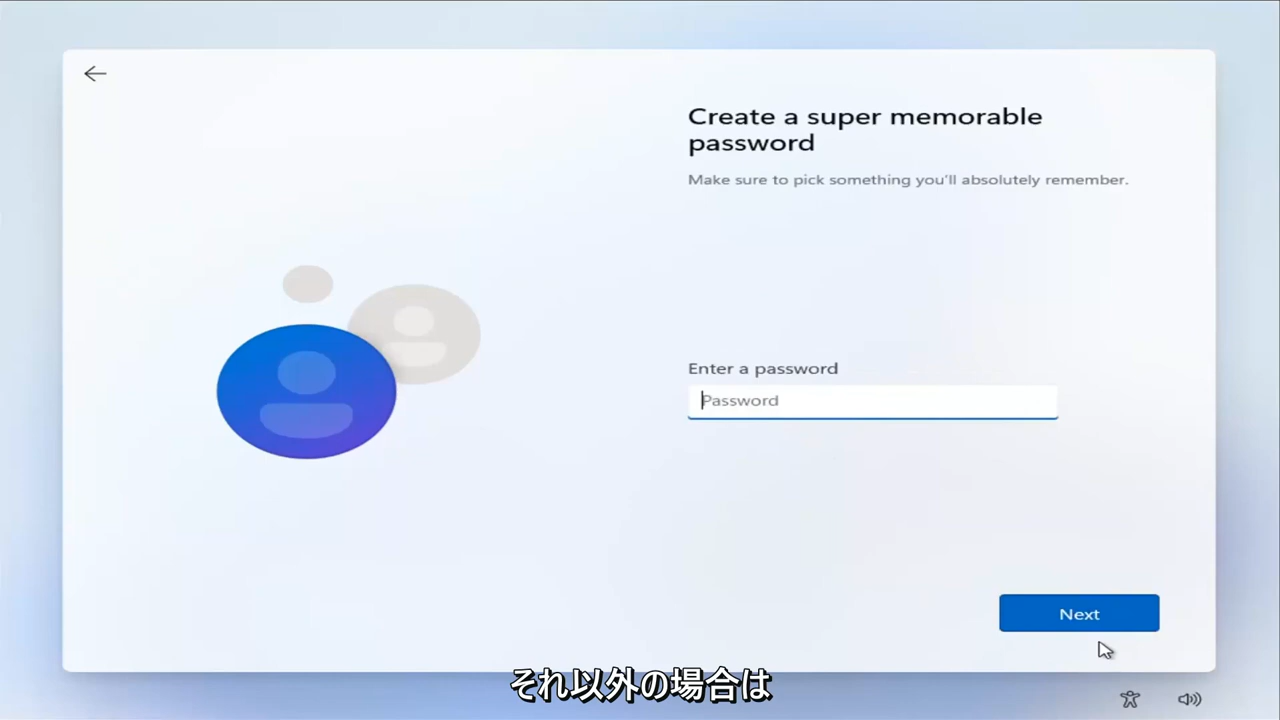 Create a super memorable
password
Make sure to pick something you'll absolutely remember.
Enter a password
Password
Next
それ以外の場合は